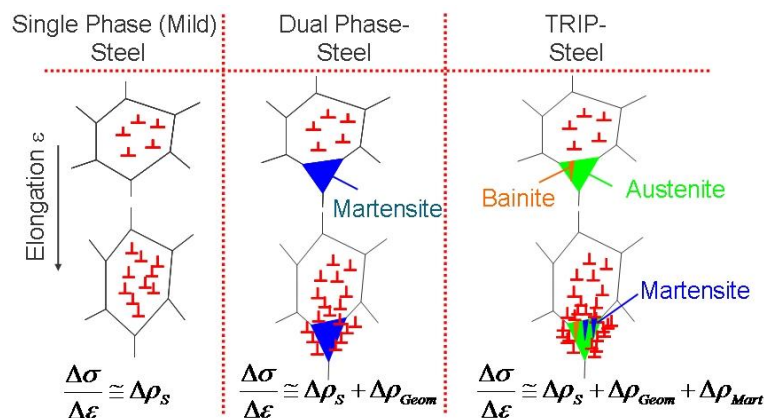 Single Phase (Mild) Steel
Dual Phase- Steel
TRIP- Steel
Elongation ε
Martensite
Bainite
Austenite
Martensite
Δσ/Δε ≅ Δρ_S
Δσ/Δε ≅ Δρ_S + Δρ_Geom
Δσ/Δε ≅ Δρ_S + Δρ_Geom + Δρ_Mart